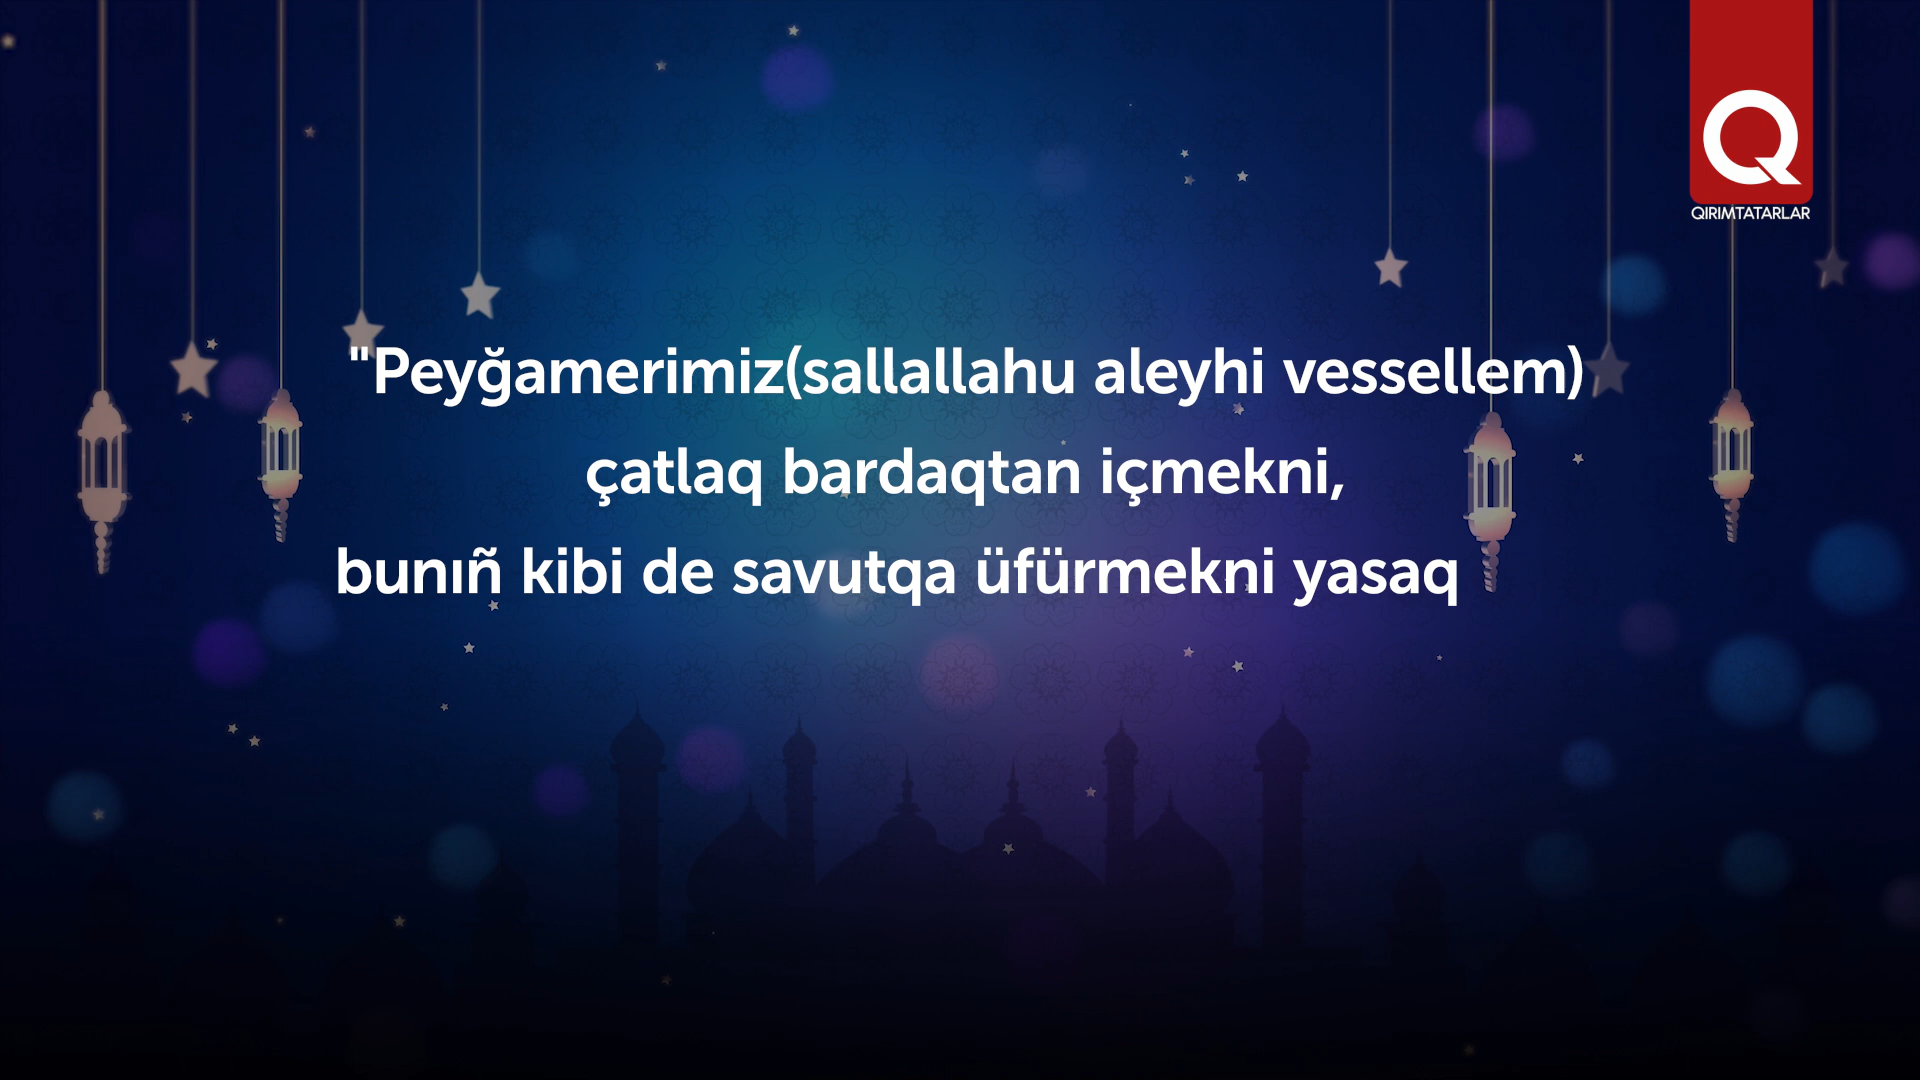 QIRIMTATARLAR
"Peyğamerimiz(sallallahu aleyhi vessellem)
çatlaq bardaqtan içmekni,
bunıñ kibi de savutqa üfürmekni yasaq